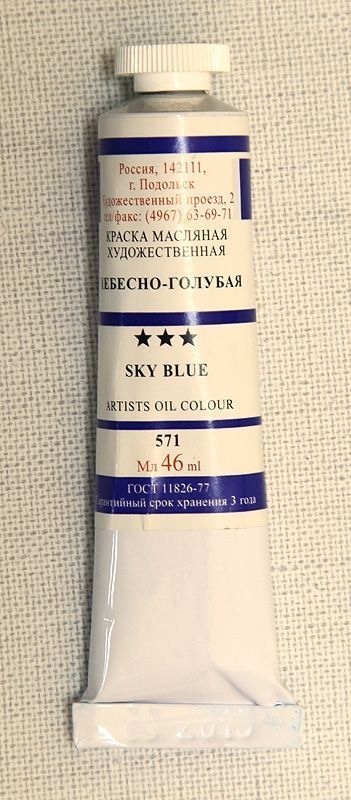 Россия, 142111,
г. Подольск
Художественный проезд, 2
тел/факс: (4967) 63-69-71
КРАСКА МАСЛЯНАЯ
ХУДОЖЕСТВЕННАЯ
НЕБЕСНО-ГОЛУБАЯ
★★★
SKY BLUE
ARTISTS OIL COLOUR
571
Мл 46 ml
ГОСТ 11826-77
Гарантийный срок хранения 3 года